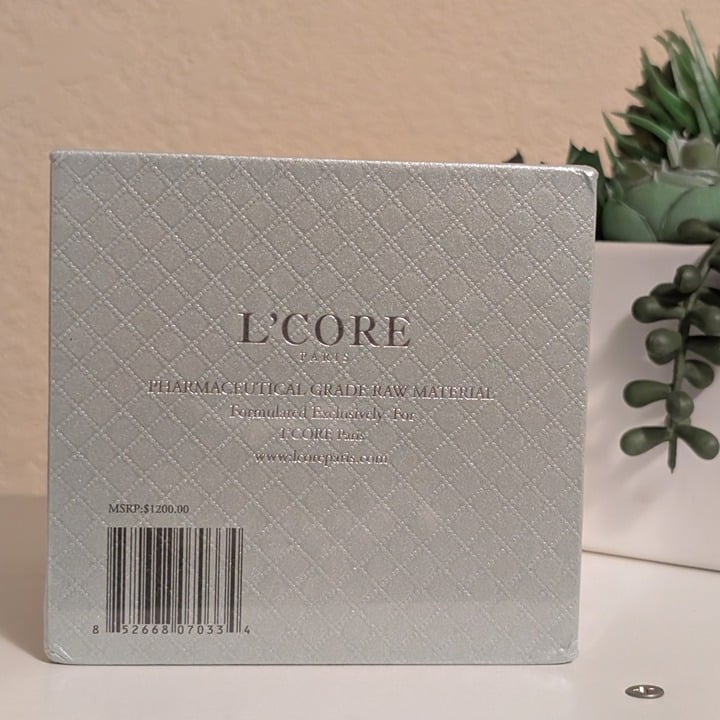 L'CORE
PARIS
PHARMACEUTICAL GRADE RAW MATERIAL
Formulated Exclusively For
L'CORE Paris
www.lcoreparis.com
MSRP:$1200.00
8 52668 07033 4